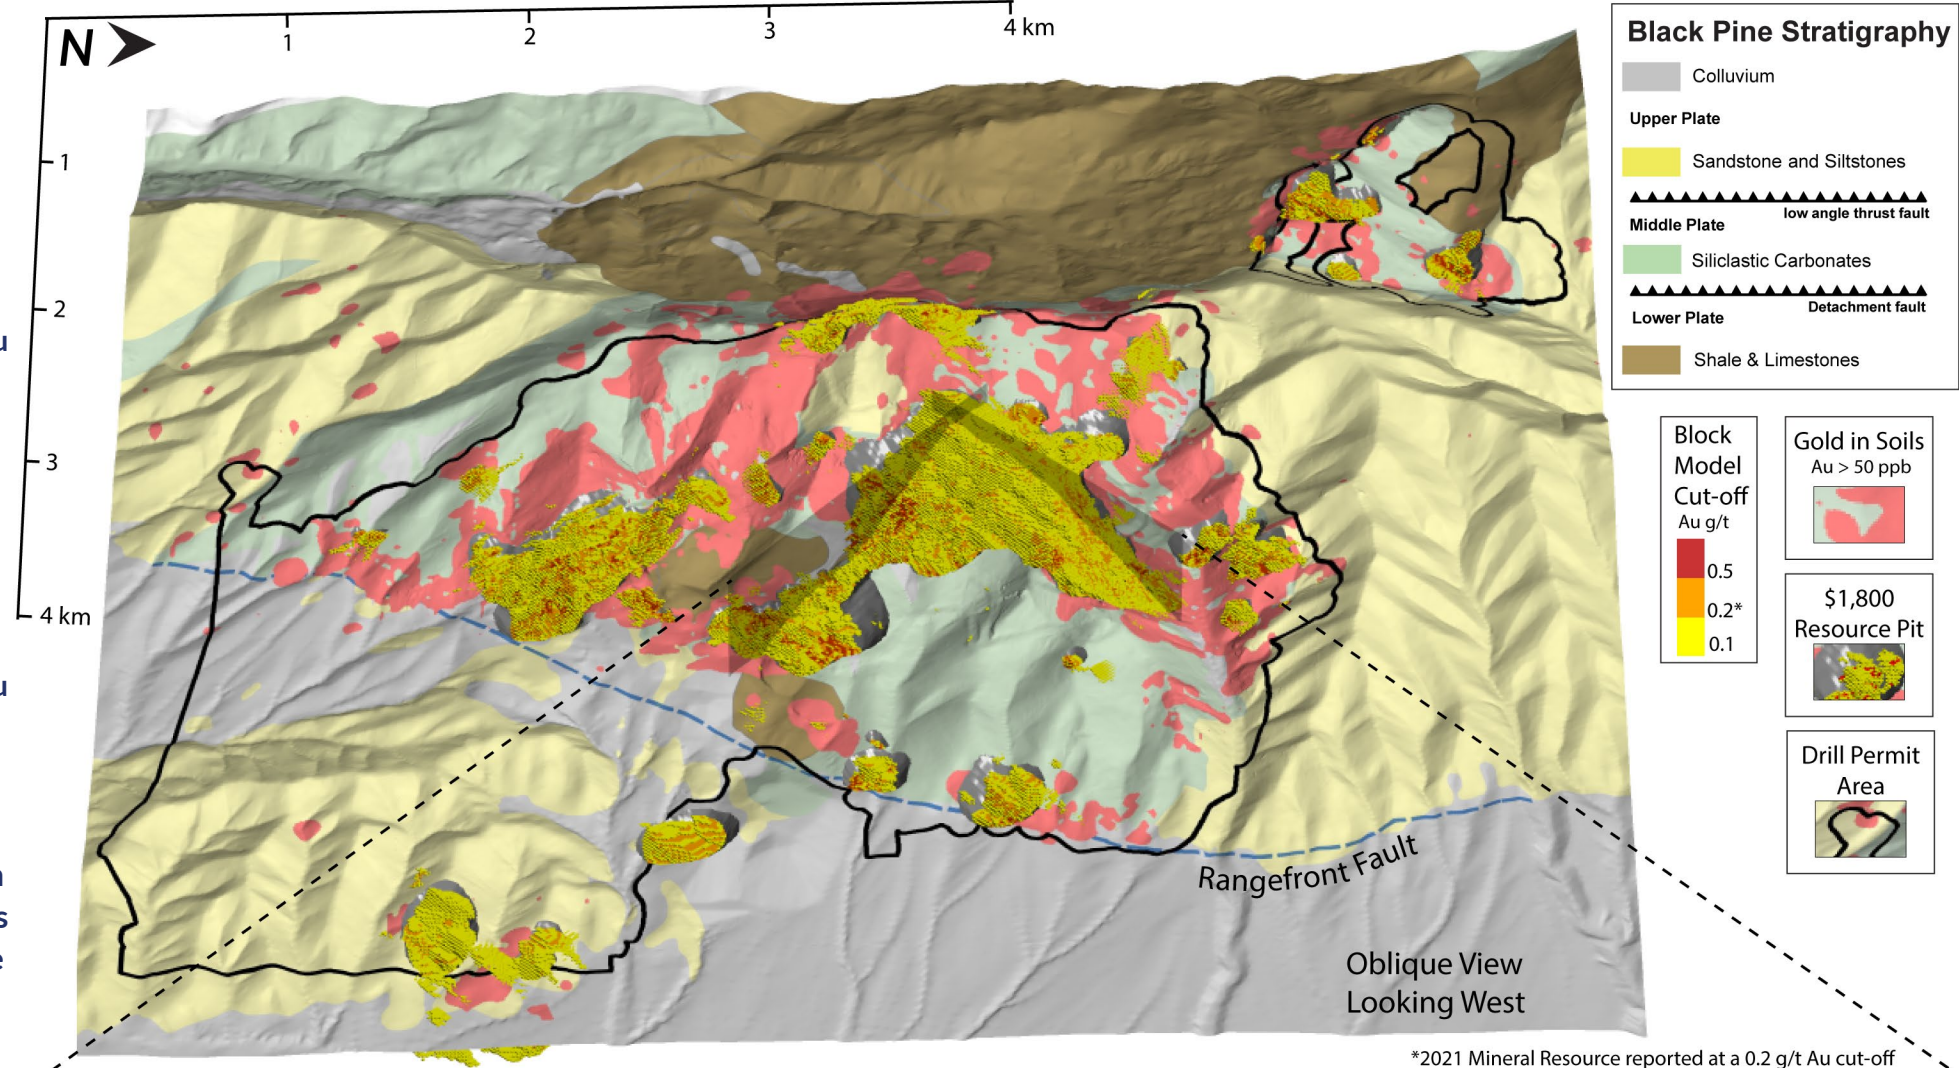 N
1
2
3
4 km
1
2
3
4 km
u
u
n
s
e
Rangefront Fault
Oblique View
Looking West
Black Pine Stratigraphy
Colluvium
Upper Plate
Sandstone and Siltstones
low angle thrust fault
Middle Plate
Siliclastic Carbonates
Detachment fault
Lower Plate
Shale & Limestones
Block
Model
Cut-off
Au g/t
0.5
0.2*
0.1
Gold in Soils
Au > 50 ppb
$1,800
Resource Pit
Drill Permit
Area
*2021 Mineral Resource reported at a 0.2 g/t Au cut-off